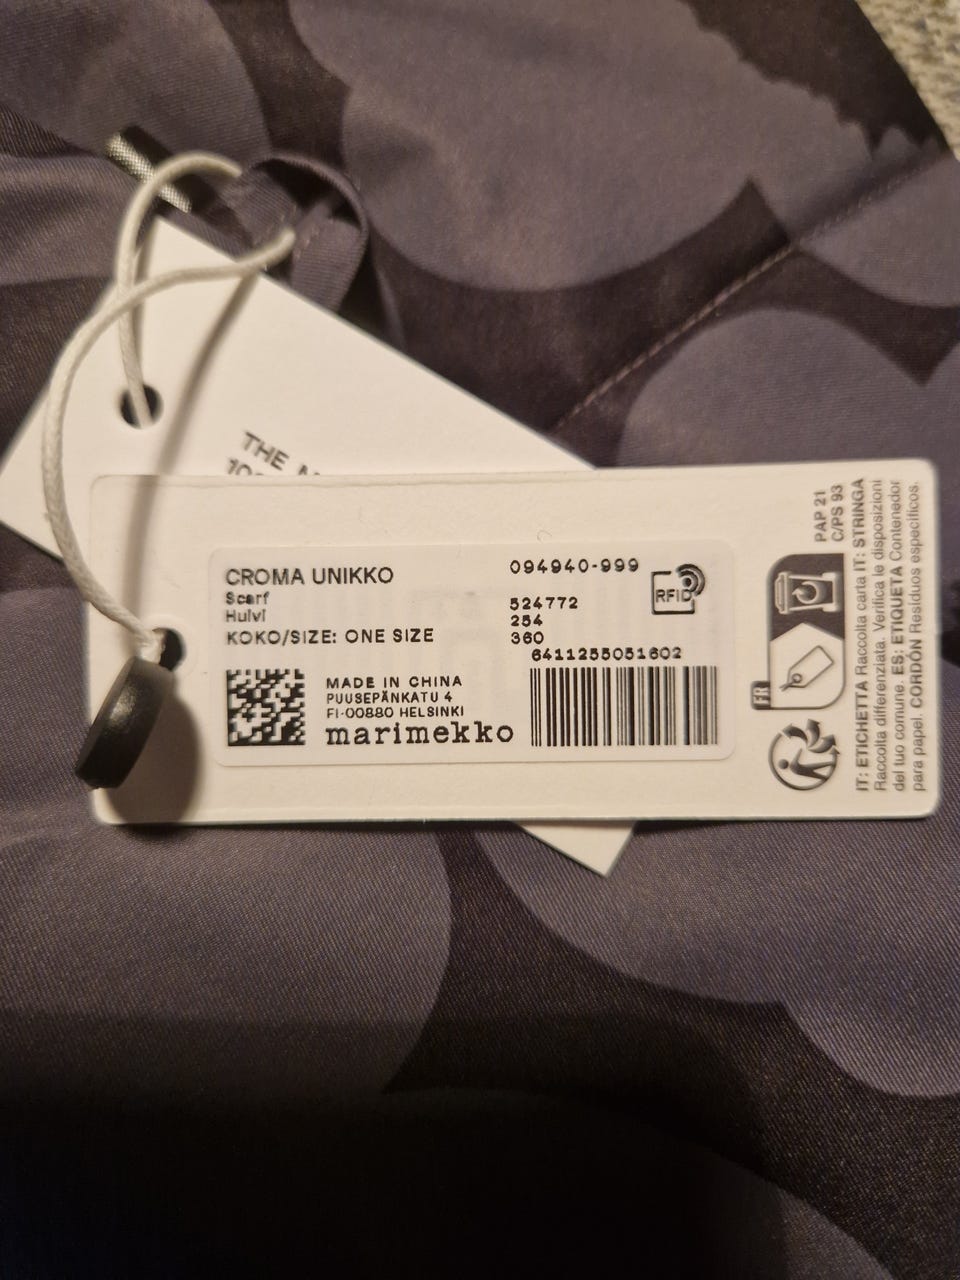 THE
CROMA UNIKKO
Scarf
Huivi
KOKO/SIZE: ONE SIZE
094940-999
524772
254
360
6411255051602
RFID
MADE IN CHINA
PUUSEPÄNKATU 4
FI-00880 HELSINKI
marimekko
PAP 21
C/PS 93
FR
IT: ETICHETTA Raccolta carta IT: STRINGA
Raccolta differenziata. Verifica le disposizioni
del tuo comune. ES: ETIQUETA Contenedor
para papel. CORDÓN Residuos específicos.